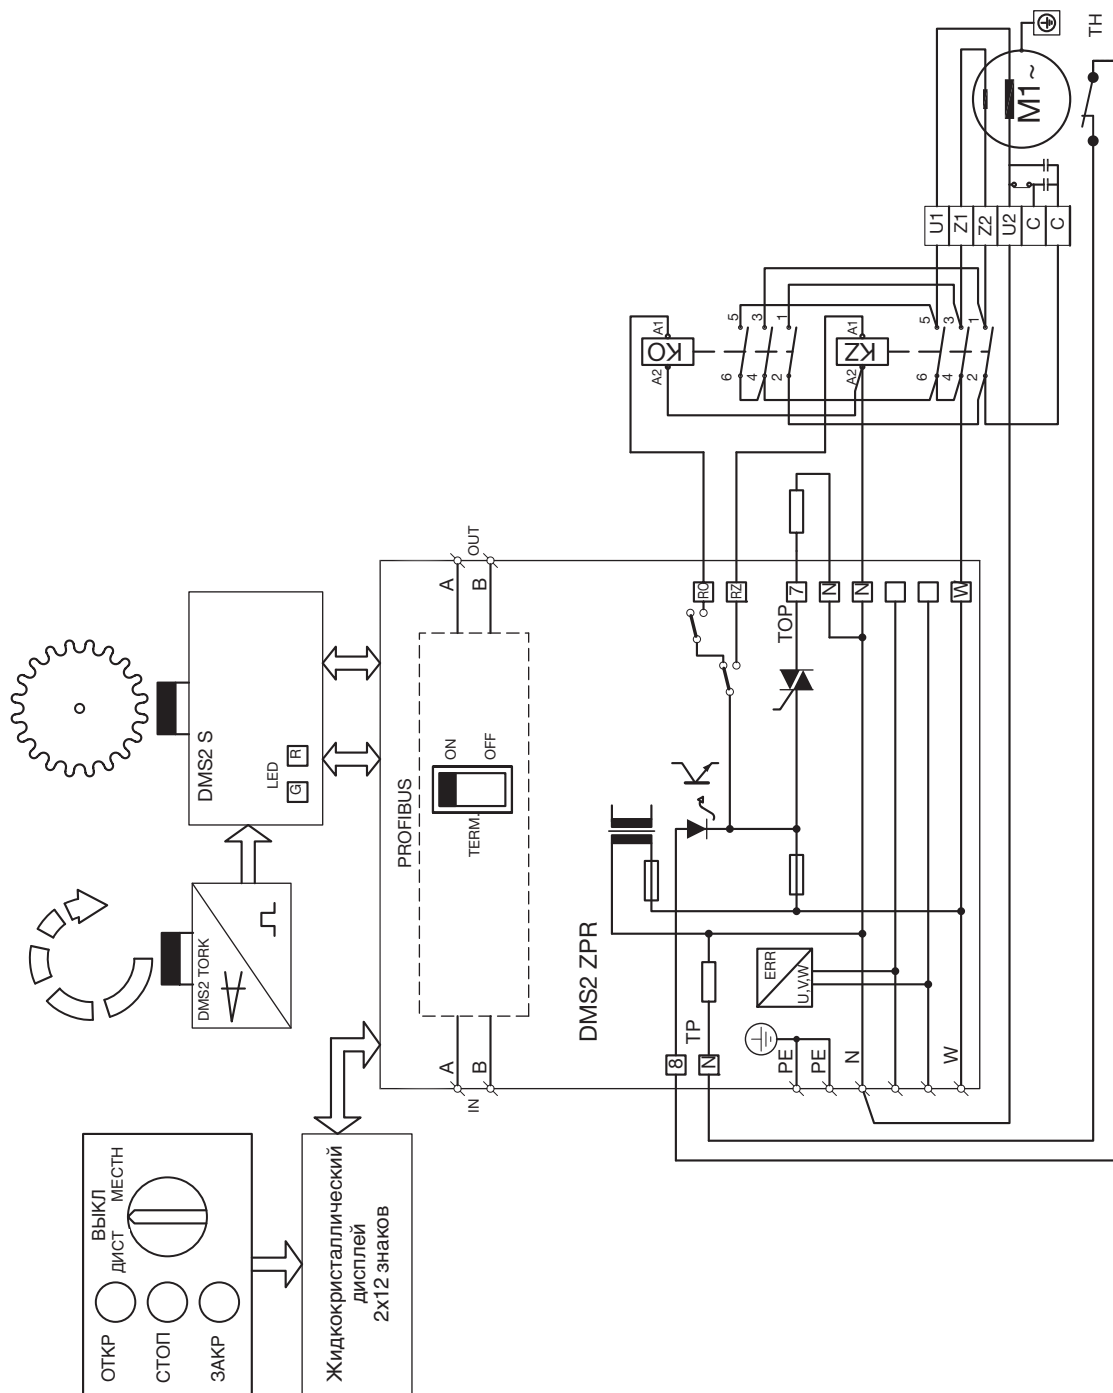 ОТКР
СТОП
ЗАКР
ДИСТ
ВЫКЛ
МЕСТН
Жидкокристаллический
дисплей
2x12 знаков
DMS2 TORK
DMS2 S
LED
G
R
PROFIBUS
TERM.
ON
OFF
IN
A
B
A
B
OUT
DMS2 ZPR
8
N
TP
PE
PE
N
W
ERR
U,V,W
TOP
RO
RZ
7
N
N
W
KO
A1
A2
5
3
1
6
4
2
KZ
A1
A2
5
3
1
6
4
2
U1
Z1
Z2
U2
C
C
M1~
TH